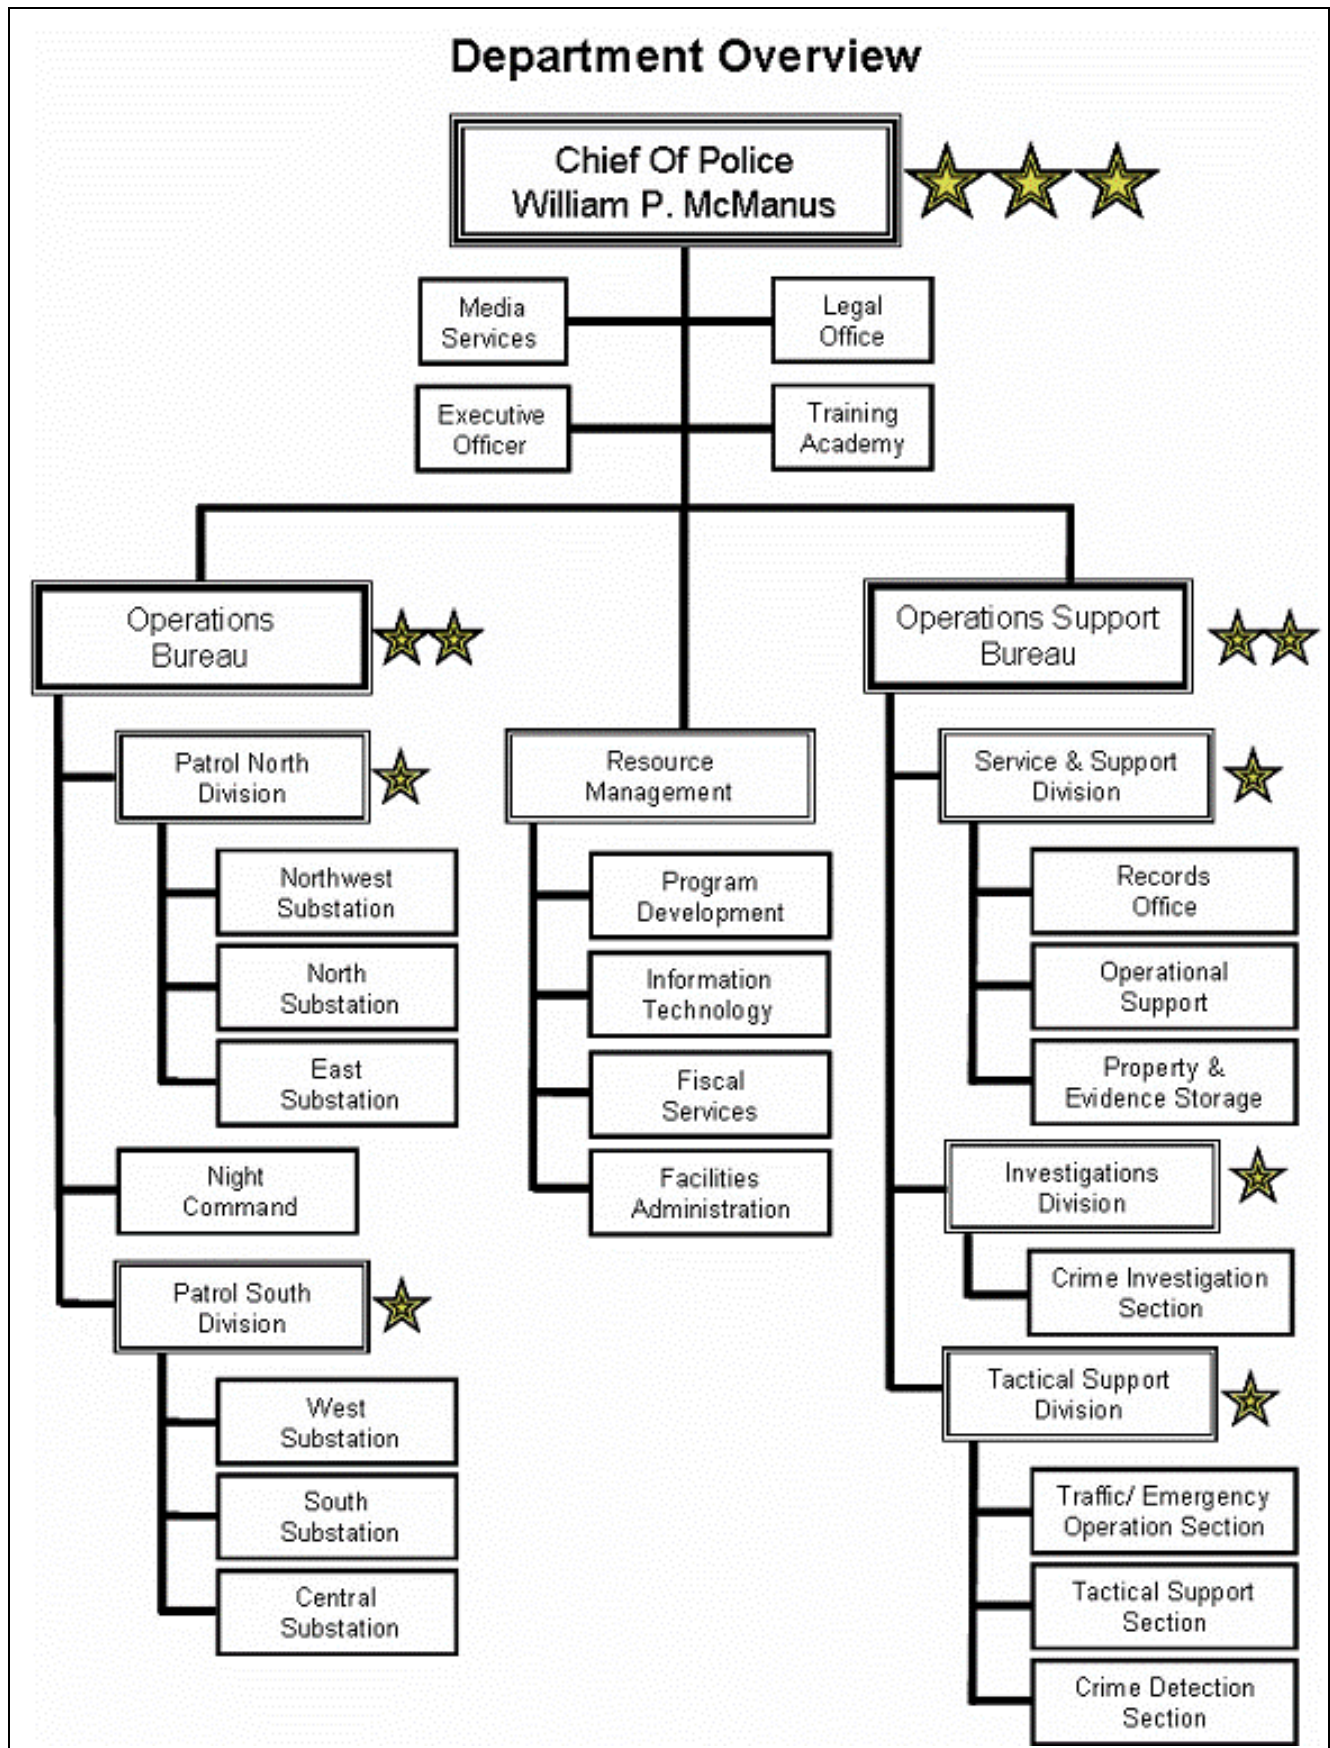 Department Overview
Chief Of Police
William P. McManus
Media
Services
Legal
Office
Executive
Officer
Training
Academy
Operations
Bureau
Patrol North
Division
Northwest
Substation
North
Substation
East
Substation
Night
Command
Patrol South
Division
West
Substation
South
Substation
Central
Substation
Resource
Management
Program
Development
Information
Technology
Fiscal
Services
Facilities
Administration
Operations Support
Bureau
Service & Support
Division
Records
Office
Operational
Support
Property &
Evidence Storage
Investigations
Division
Crime Investigation
Section
Tactical Support
Division
Traffic/ Emergency
Operation Section
Tactical Support
Section
Crime Detection
Section